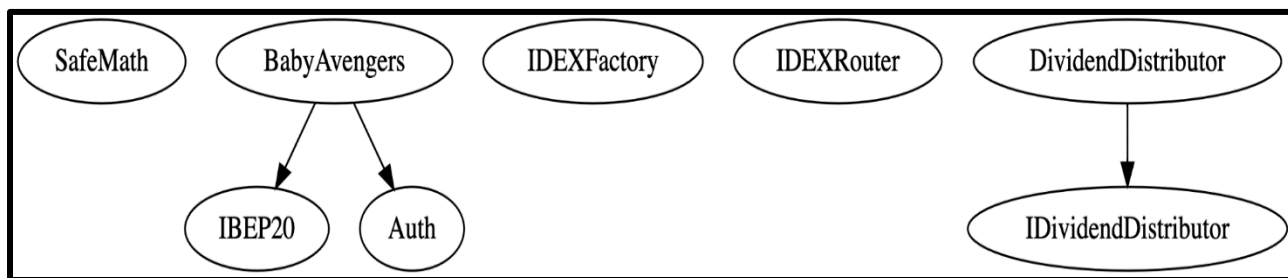 SafeMath BabyAvengers IDEXFactory IDEXRouter DividendDistributor
IBEP20 Auth IDividendDistributor